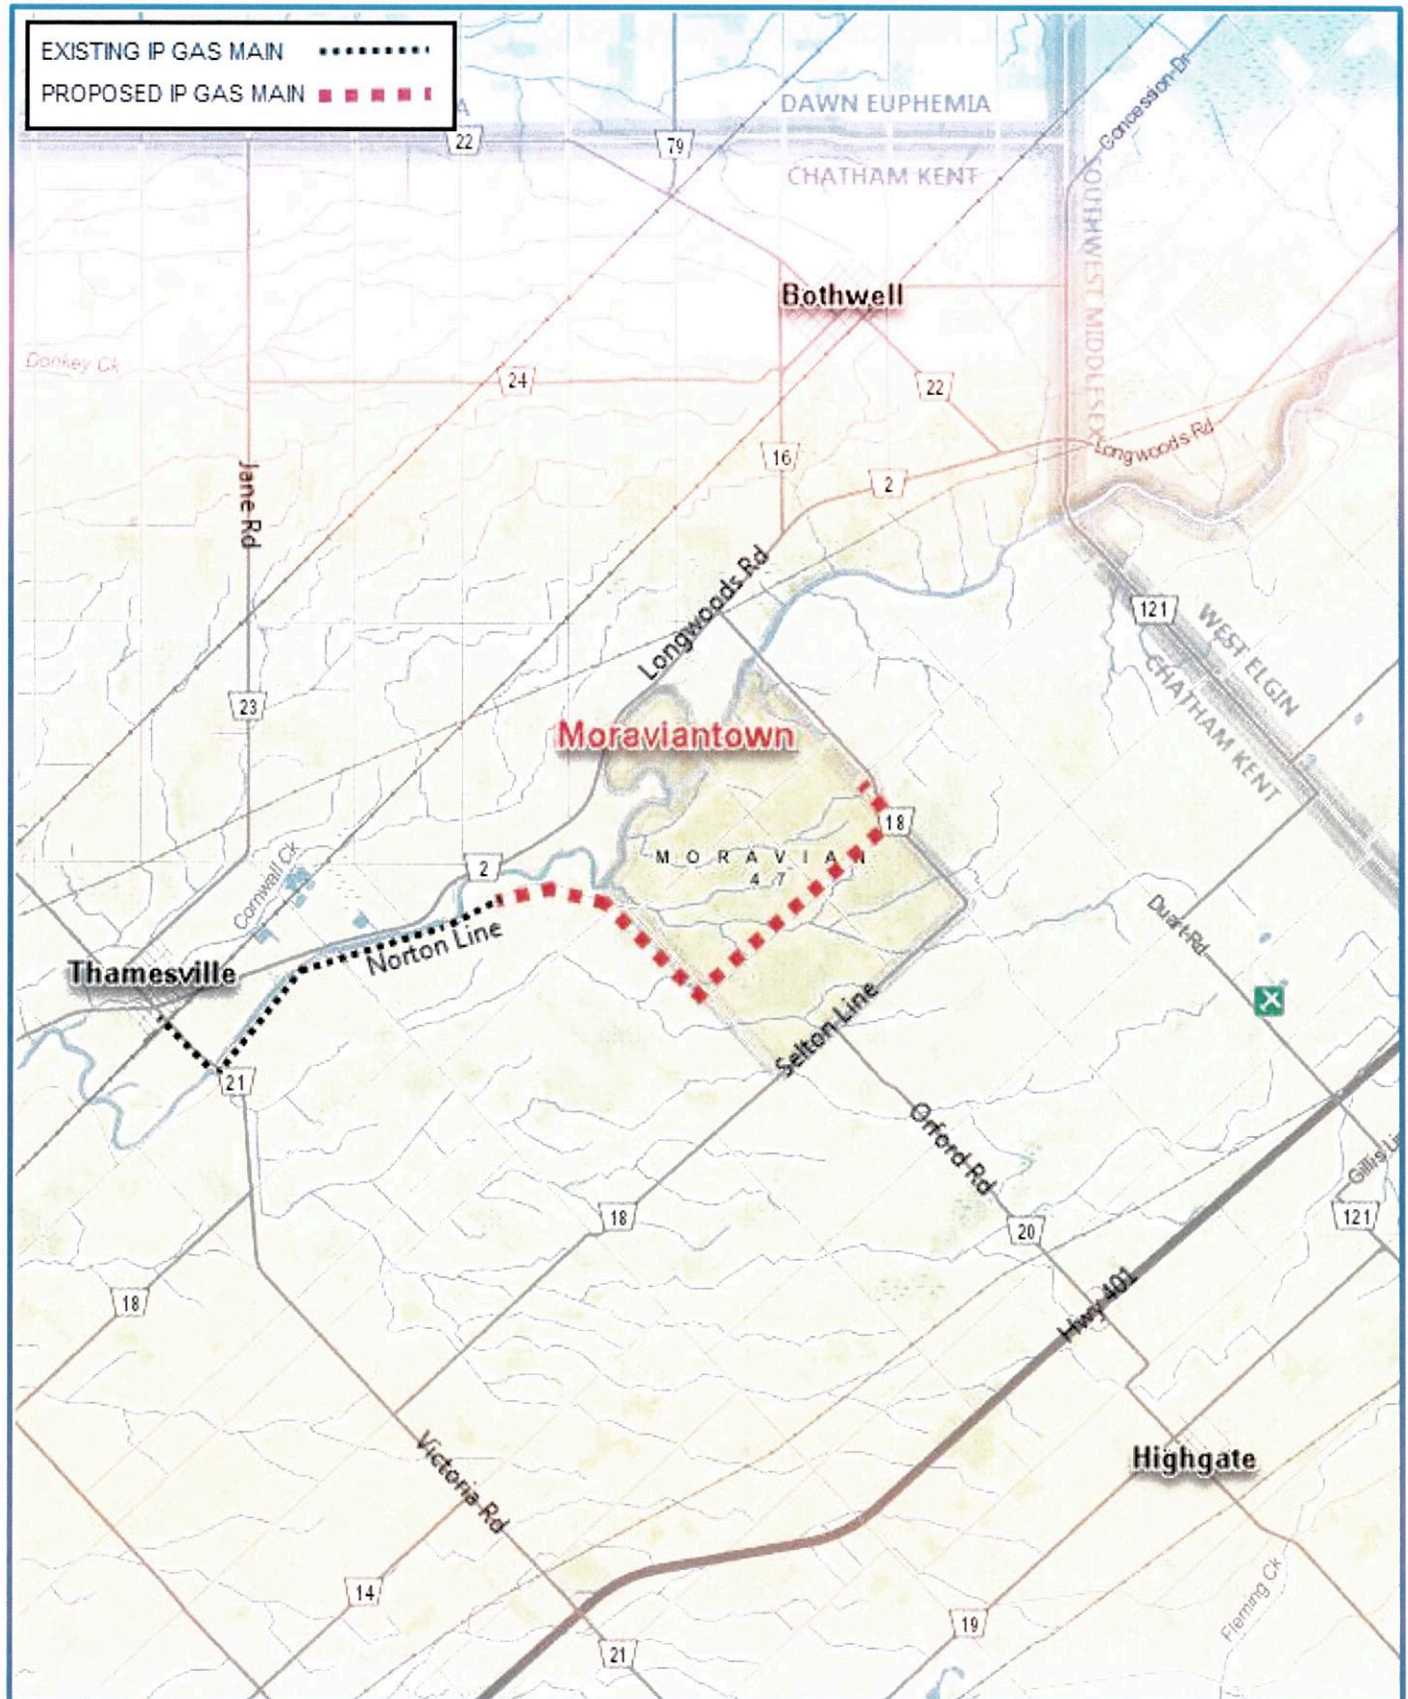 EXISTING IP GAS MAIN
PROPOSED IP GAS MAIN
A
DAWN EUPHEMIA
22
79
Concession Dr
CHATHAM KENT
SOUTHWEST MIDDLESEX
Bothwell
Donkey Ck
24
22
Longwoods Rd
16
2
Jane Rd
Longwoods Rd
121
WEST ELGIN
CHATHAM KENT
23
Moraviantown
18
MORAVIAN
47
2
Cornwall Ck
Duart Rd
Norton Line
Thamesville
Selton Line
21
Orford Rd
Gillis Li
18
20
121
18
Hwy 401
Victoria Rd
Highgate
14
19
Fleming Ck
21